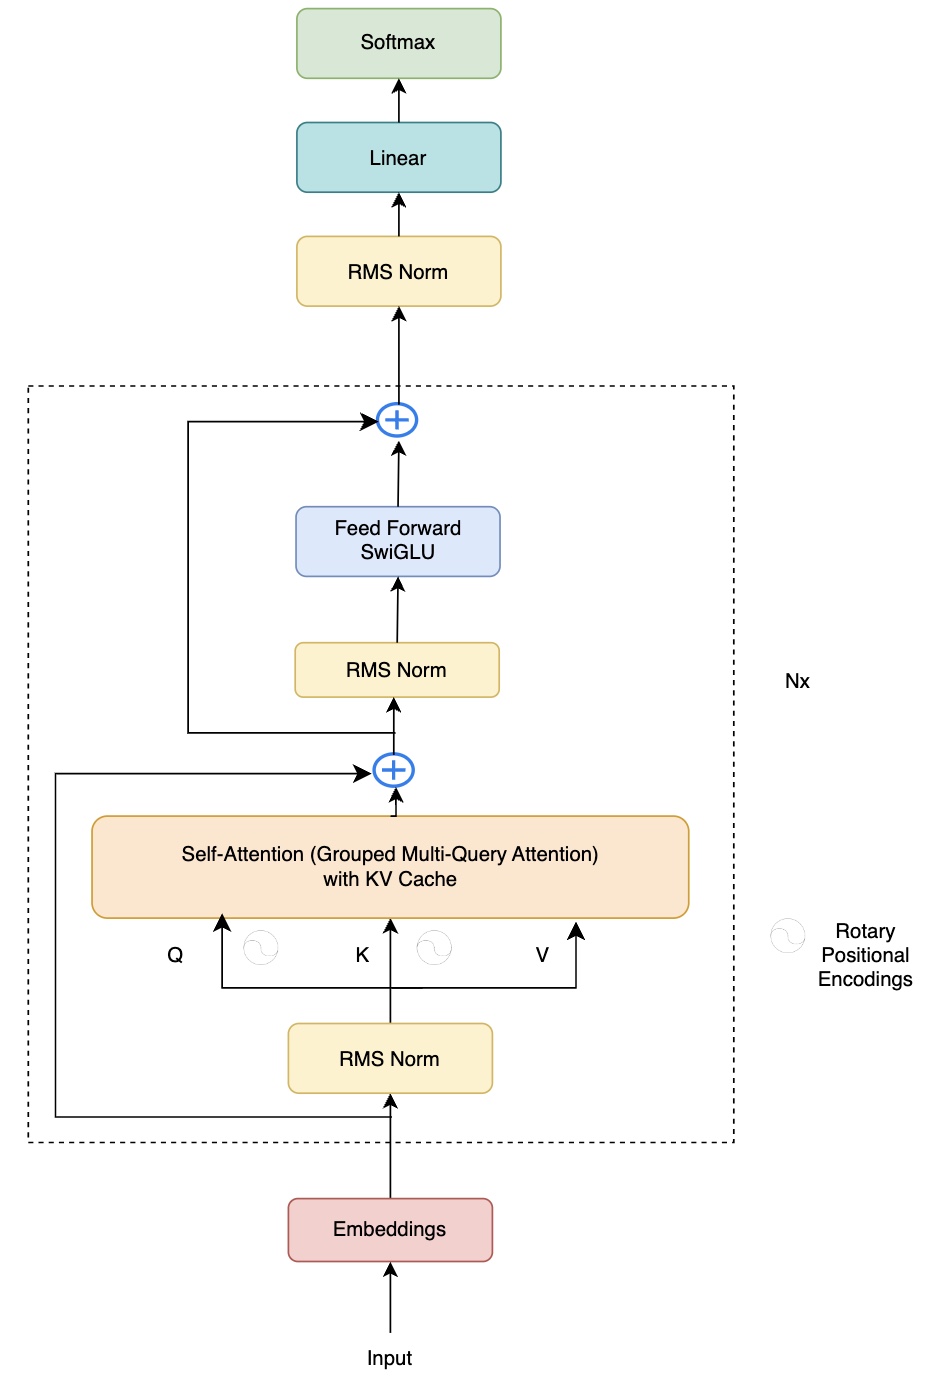 Softmax
Linear
RMS Norm
Feed Forward
SwiGLU
RMS Norm
Nx
Self-Attention (Grouped Multi-Query Attention)
with KV Cache
Q
K
V
Rotary
Positional
Encodings
RMS Norm
Embeddings
Input